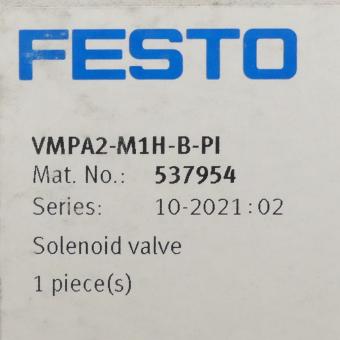 FESTO
VMPA2-M1H-B-PI
Mat. No.: 537954
Series: 10-2021:02
Solenoid valve
1 piece(s)